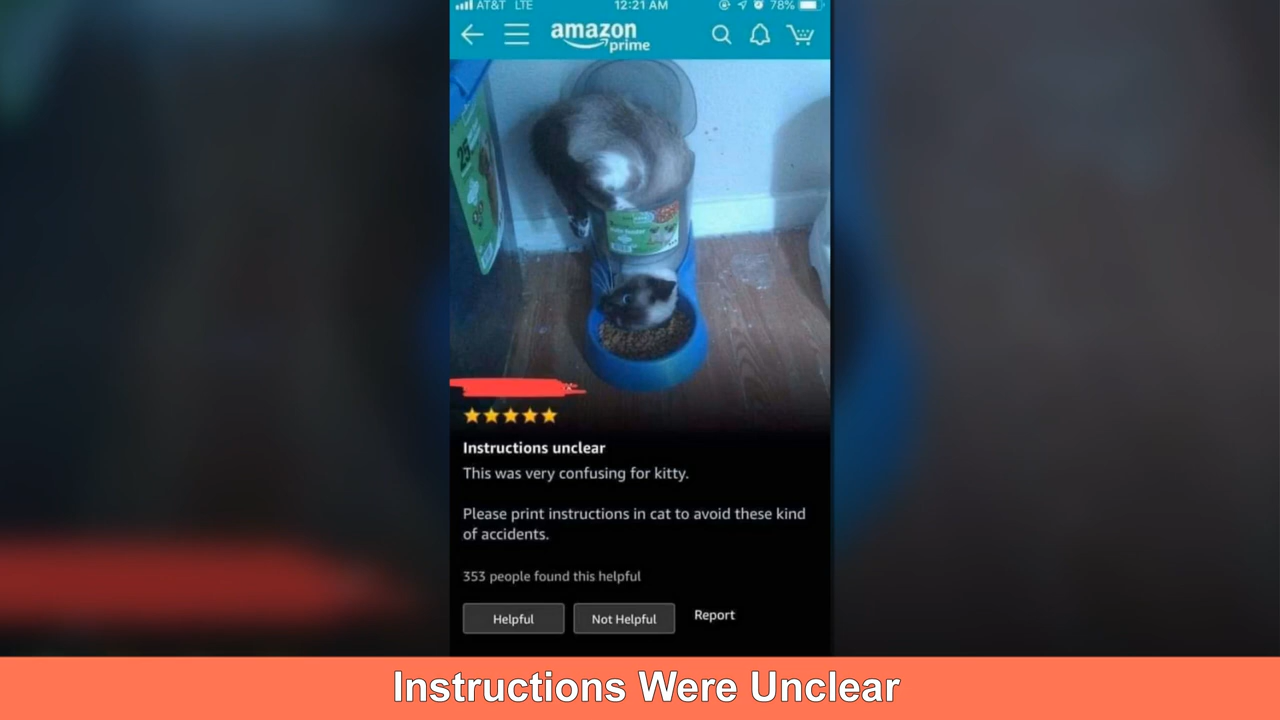 AT&T LTE 12:21 AM 78%
amazon
prime
25
Instructions unclear
This was very confusing for kitty.
Please print instructions in cat to avoid these kind
of accidents.
353 people found this helpful
Helpful Not Helpful Report
Instructions Were Unclear